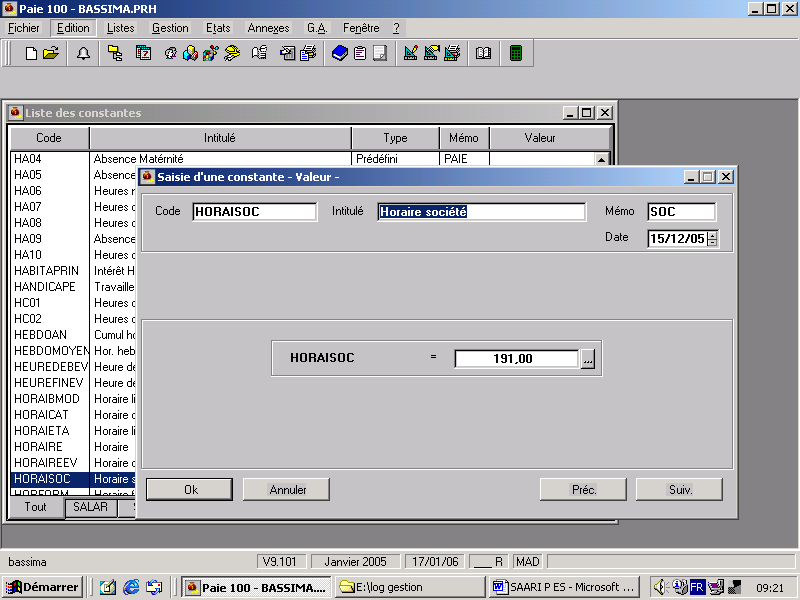 Paie 100 - BASSIMA.PRH
Fichier Edition Listes Gestion Etats Annexes G.A. Fenêtre ?
Liste des constantes
Code Intitulé Type Mémo Valeur
HA04 Absence Maternité Prédéfini PAIE
HA05 Absence
HA06 Heures r
HA07 Heures c
HA08 Heures c
HA09 Absence
HA10 Heures c
HABITAPRIN Intérêt H
HANDICAPE Travaille
HC01 Heures c
HC02 Heures c
HEBDOAN Cumul ho
HEBDOMOYEN Hor. heb
HEUREDEBEV Heure de
HEUREFINEV Heure de
HORAIBMOD Horaire li
HORAICAT Horaire c
HORAIETA Horaire li
HORAIRE Horaire
HORAIREEV Horaire c
HORAISOC Horaire s
HORFORM Horaire f
Tout SALAR
Saisie d'une constante - Valeur -
Code HORAISOC Intitulé Horaire société Mémo SOC
Date 15/12/05
HORAISOC = 191,00 ...
Ok Annuler Préc. Suiv.
bassima V9.101 Janvier 2005 17/01/06 ___ R MAD
Démarrer Paie 100 - BASSIMA.... E:\log gestion SAARI P ES - Microsoft ... FR 09:21